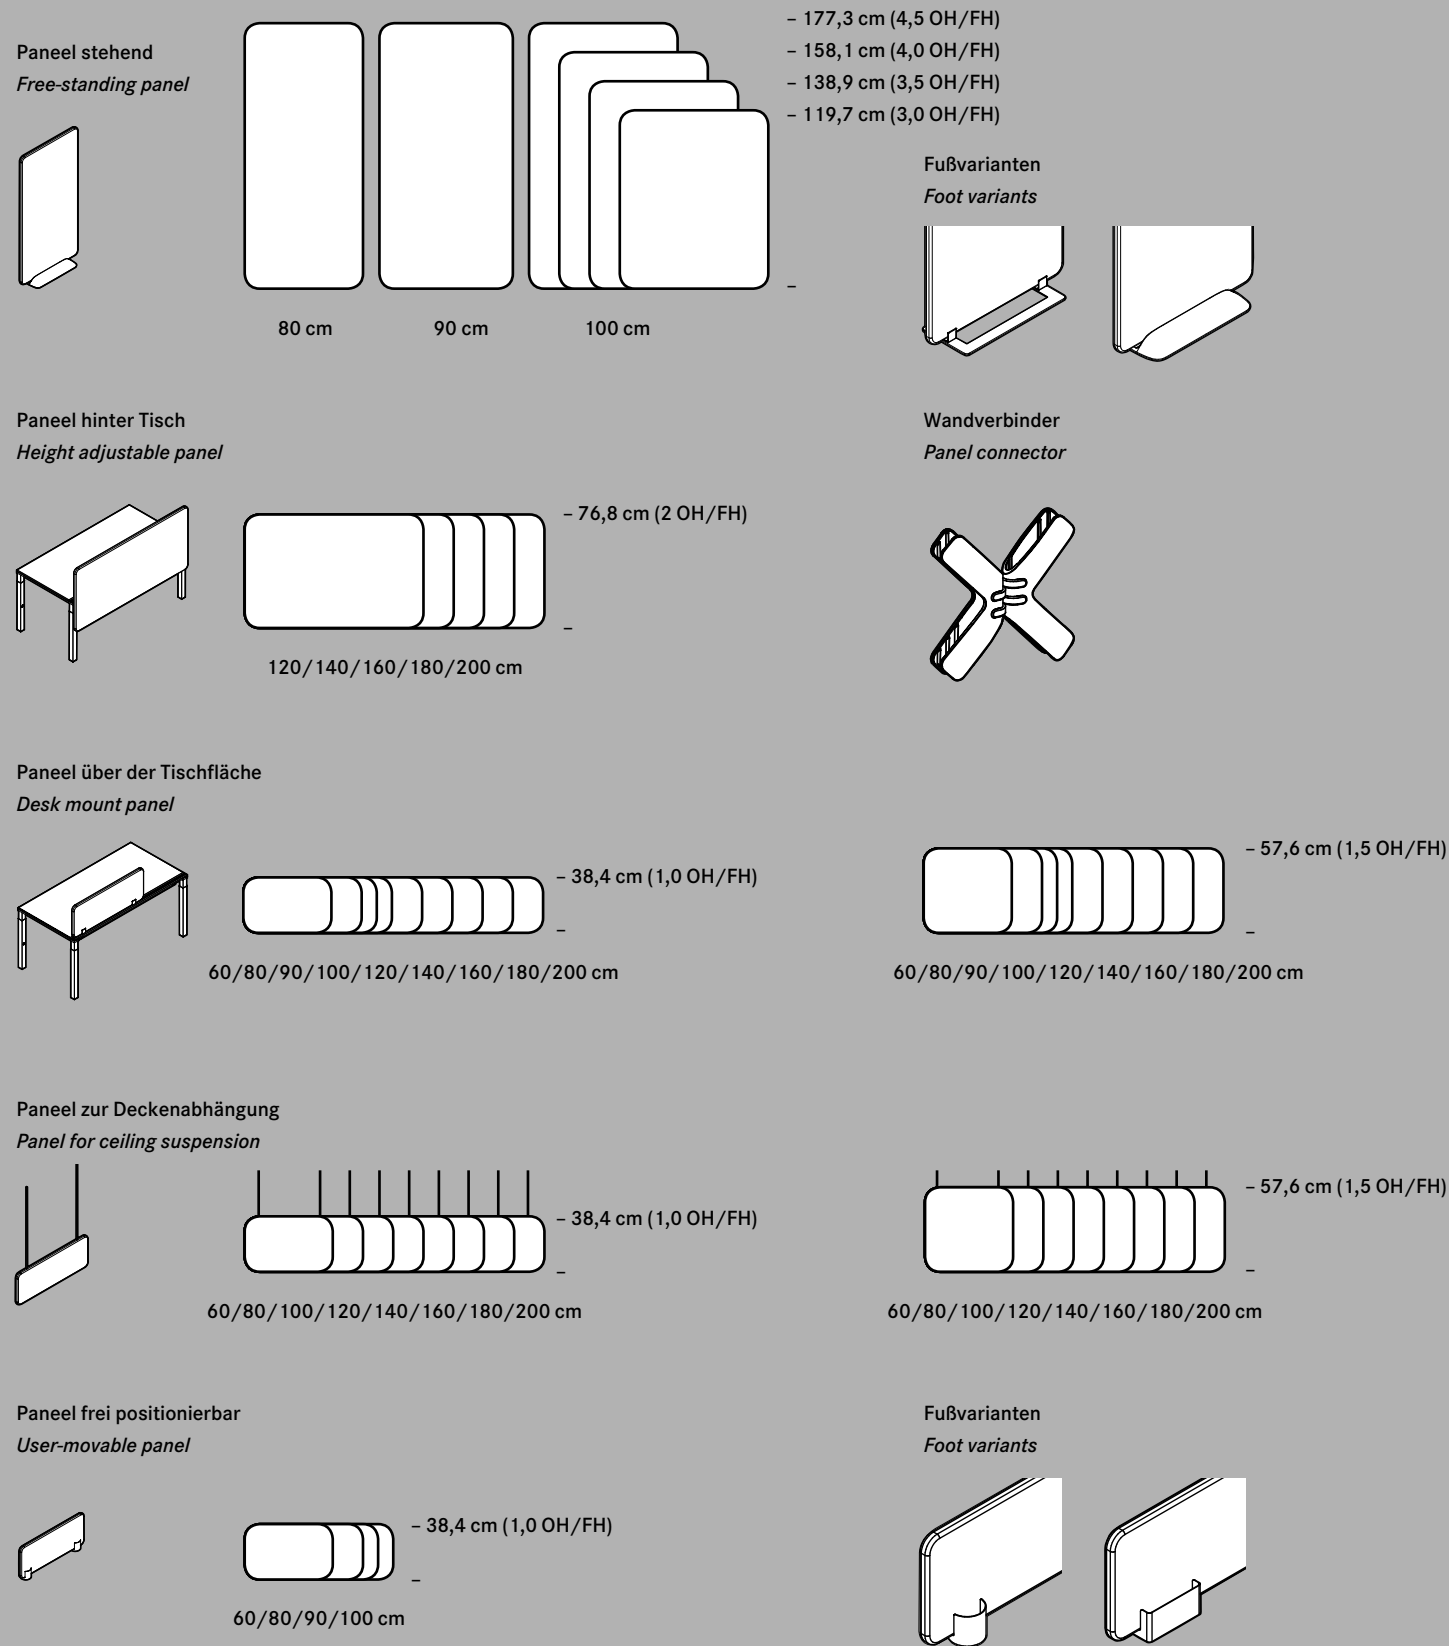 Paneel stehend
Free-standing panel
– 177,3 cm (4,5 OH/FH)
– 158,1 cm (4,0 OH/FH)
– 138,9 cm (3,5 OH/FH)
– 119,7 cm (3,0 OH/FH)
–
80 cm
90 cm
100 cm
Fußvarianten
Foot variants
Paneel hinter Tisch
Height adjustable panel
– 76,8 cm (2 OH/FH)
–
120/140/160/180/200 cm
Wandverbinder
Panel connector
Paneel über der Tischfläche
Desk mount panel
– 38,4 cm (1,0 OH/FH)
–
60/80/90/100/120/140/160/180/200 cm
– 57,6 cm (1,5 OH/FH)
–
60/80/90/100/120/140/160/180/200 cm
Paneel zur Deckenabhängung
Panel for ceiling suspension
– 38,4 cm (1,0 OH/FH)
–
60/80/100/120/140/160/180/200 cm
– 57,6 cm (1,5 OH/FH)
–
60/80/100/120/140/160/180/200 cm
Paneel frei positionierbar
User-movable panel
– 38,4 cm (1,0 OH/FH)
–
60/80/90/100 cm
Fußvarianten
Foot variants